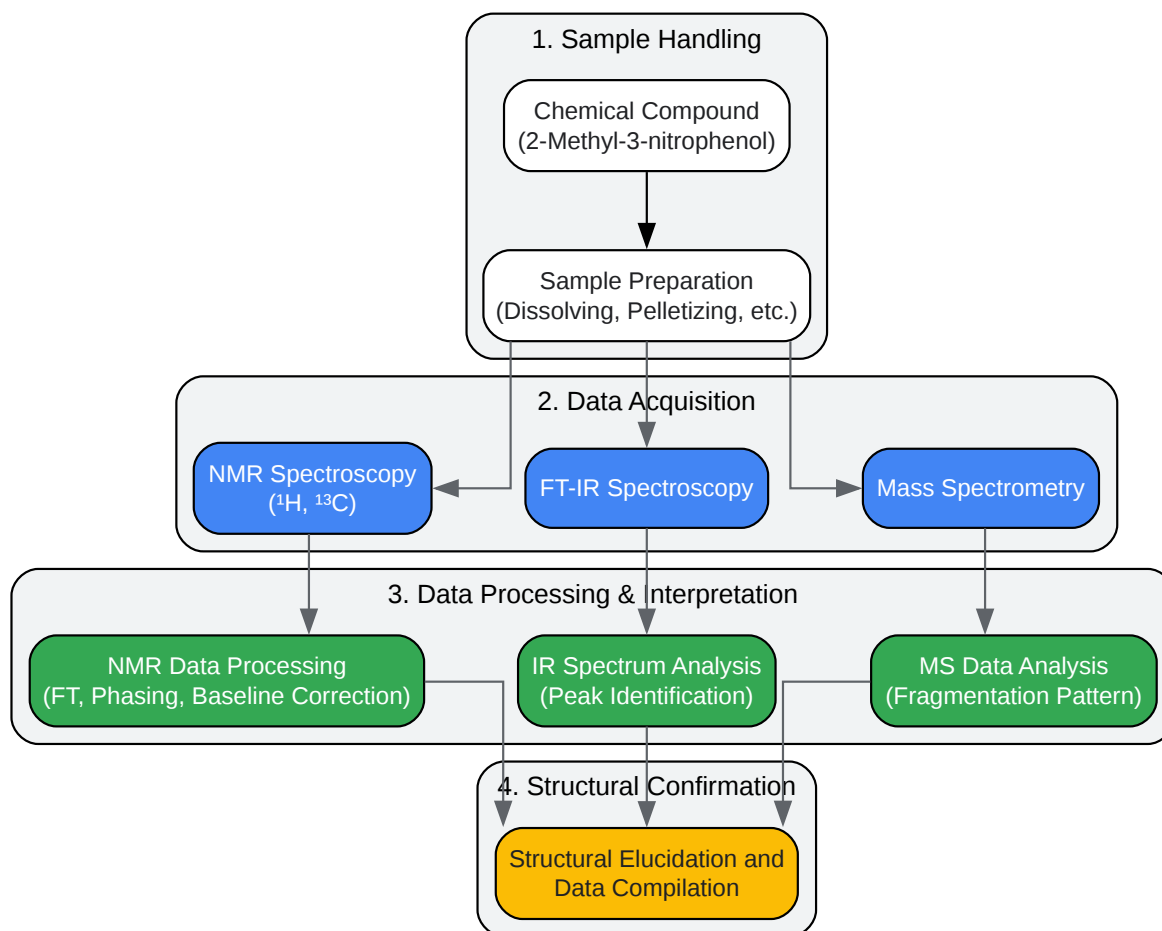 1. Sample Handling
Chemical Compound
(2-Methyl-3-nitrophenol)
Sample Preparation
(Dissolving, Pelletizing, etc.)
2. Data Acquisition
NMR Spectroscopy
(¹H, ¹³C)
FT-IR Spectroscopy
Mass Spectrometry
3. Data Processing & Interpretation
NMR Data Processing
(FT, Phasing, Baseline Correction)
IR Spectrum Analysis
(Peak Identification)
MS Data Analysis
(Fragmentation Pattern)
4. Structural Confirmation
Structural Elucidation and
Data Compilation